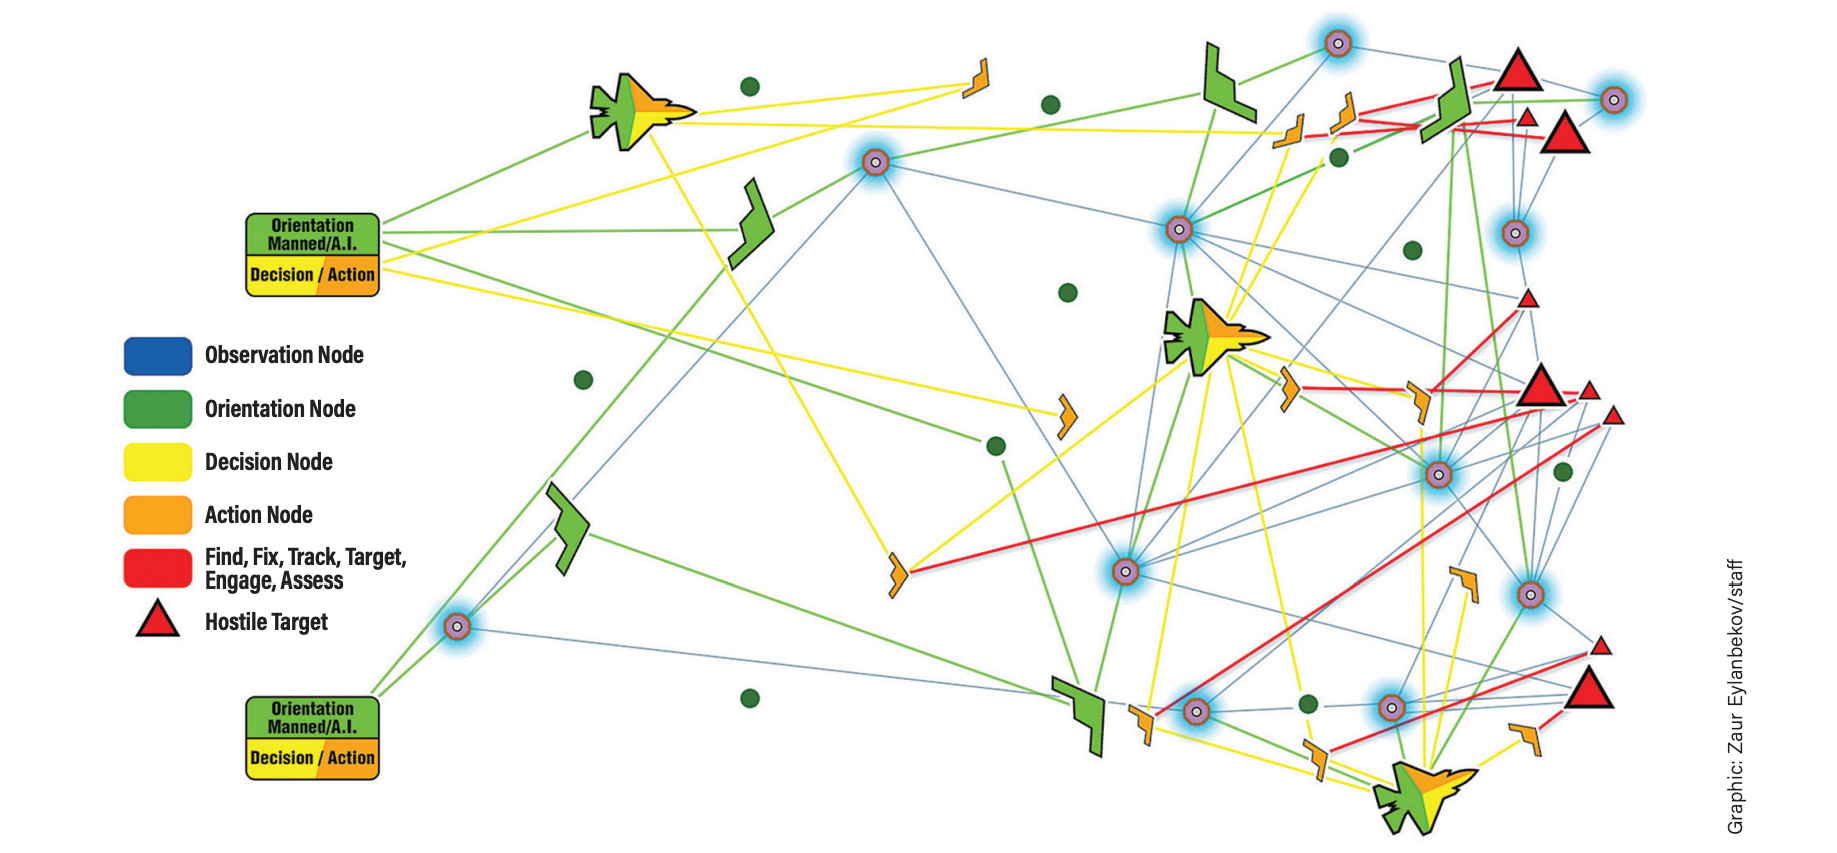 Orientation
Manned/A.I.
Decision / Action
Observation Node
Orientation Node
Decision Node
Action Node
Find, Fix, Track, Target,
Engage, Assess
Hostile Target
Orientation
Manned/A.I.
Decision / Action
Graphic: Zaur Eylanbekov/staff